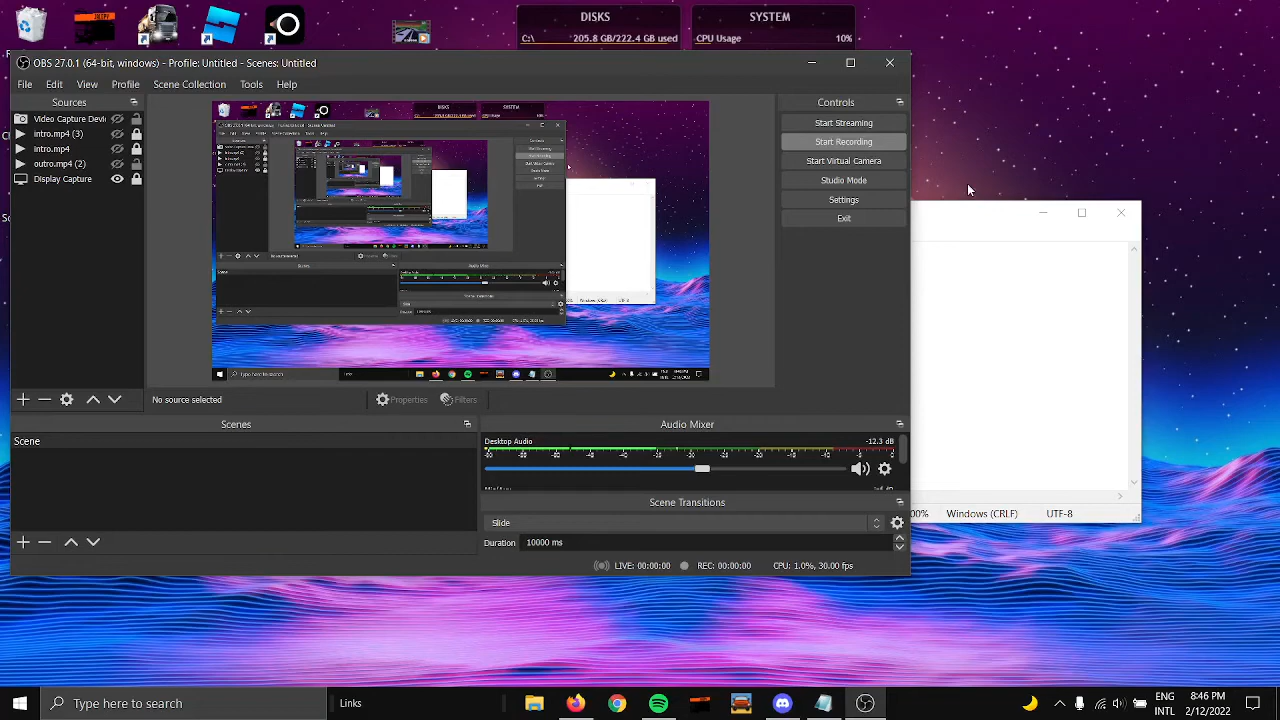 DISKS
SYSTEM
C:\ 205.8 GB/222.4 GB used
CPU Usage 10%
OBS 27.0.1 (64-bit, windows) - Profile: Untitled - Scenes: Untitled
File Edit View Profile Scene Collection Tools Help
Sources
Controls
Video Capture Devi
Intro.mp4 (3)
Intro.mp4
outro.mp4 (2)
Display Capture
Start Streaming
Start Recording
Start Virtual Camera
Studio Mode
Exit
No source selected
Properties
Filters
Scenes
Audio Mixer
Scene
Desktop Audio
-12.3 dB
Scene Transitions
Slide
Duration 10000 ms
LIVE: 00:00:00
REC: 00:00:00
CPU: 1.0%, 30.00 fps
Windows (CRLF)
UTF-8
Type here to search
Links
ENG
INTL
8:46 PM
2/12/2022